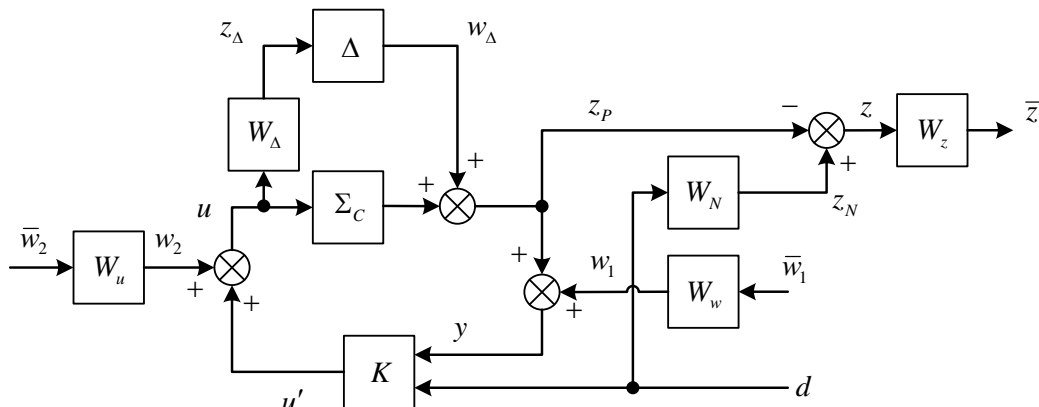 z_Δ
Δ
w_Δ
W_Δ
z_P
−
z
W_z
z̅
+
+
+
W_N
z_N
u
Σ_C
w̅_2
W_u
w_2
+
+
+
w_1
+
W_w
w̅_1
y
K
u′
d